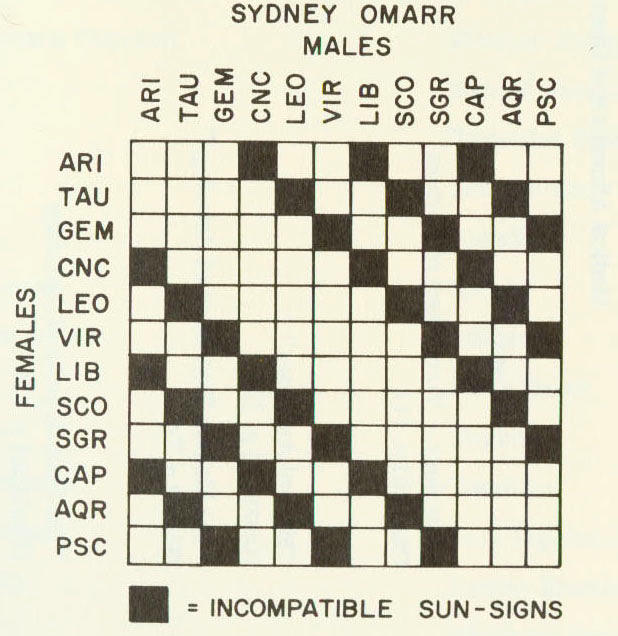 SYDNEY OMARR
MALES
ARI TAU GEM CNC LEO VIR LIB SCO SGR CAP AQR PSC
FEMALES
ARI
TAU
GEM
CNC
LEO
VIR
LIB
SCO
SGR
CAP
AQR
PSC
= INCOMPATIBLE SUN-SIGNS